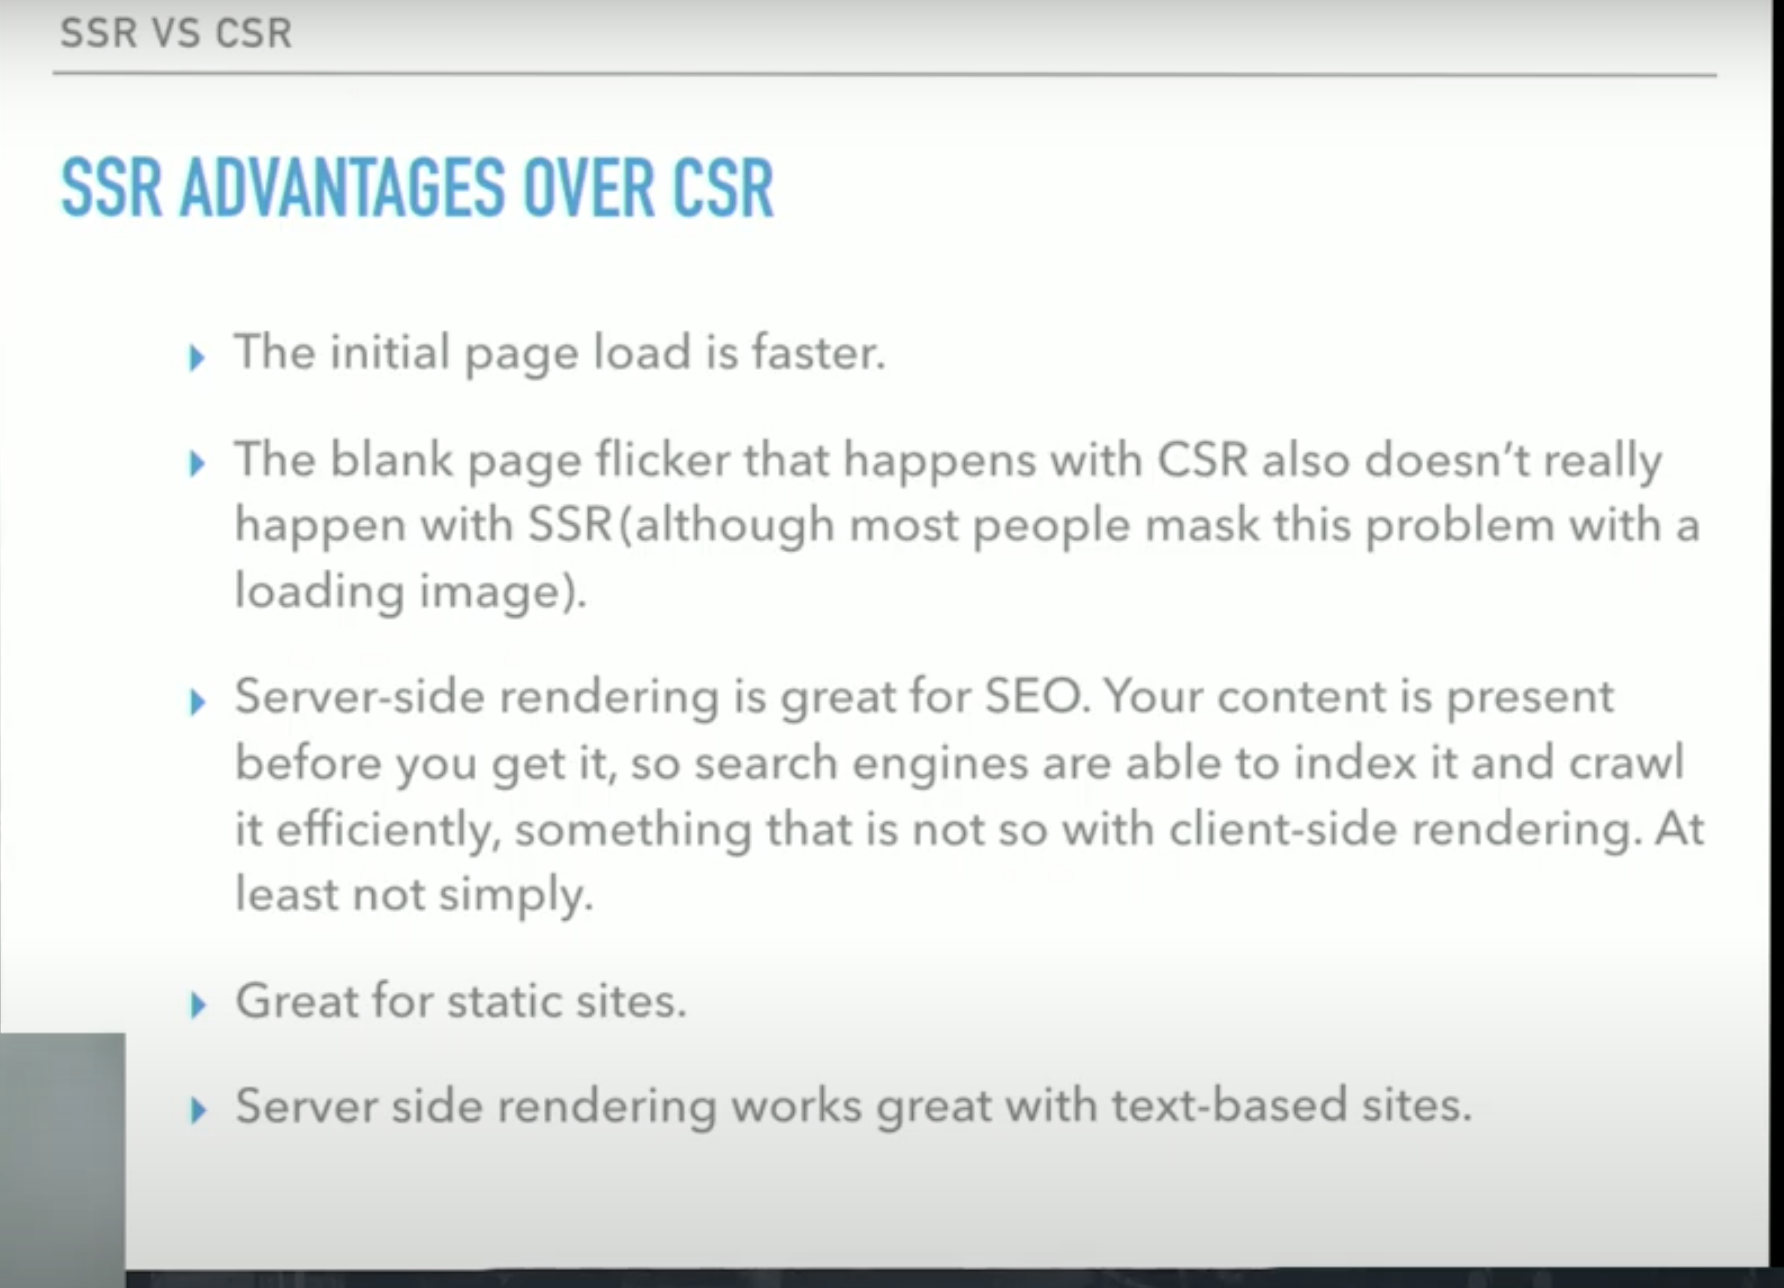 SSR VS CSR
SSR ADVANTAGES OVER CSR
The initial page load is faster.
The blank page flicker that happens with CSR also doesn't really
happen with SSR(although most people mask this problem with a
loading image).
Server-side rendering is great for SEO. Your content is present
before you get it, so search engines are able to index it and crawl
it efficiently, something that is not so with client-side rendering. At
least not simply.
Great for static sites.
Server side rendering works great with text-based sites.